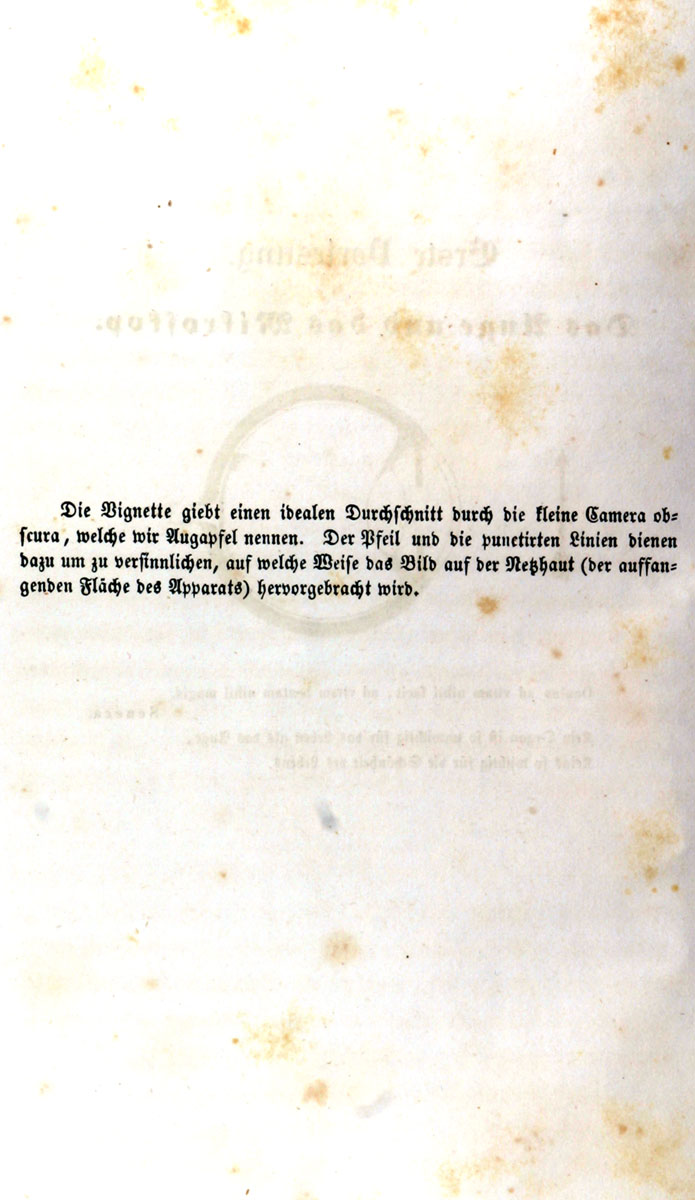 Die Vignette giebt einen idealen Durchschnitt durch die kleine Camera ob-
scura, welche wir Augapfel nennen. Der Pfeil und die punctirten Linien dienen
dazu um zu versinnlichen, auf welche Weise das Bild auf der Netzhaut (der auffan-
genden Fläche des Apparats) hervorgebracht wird.